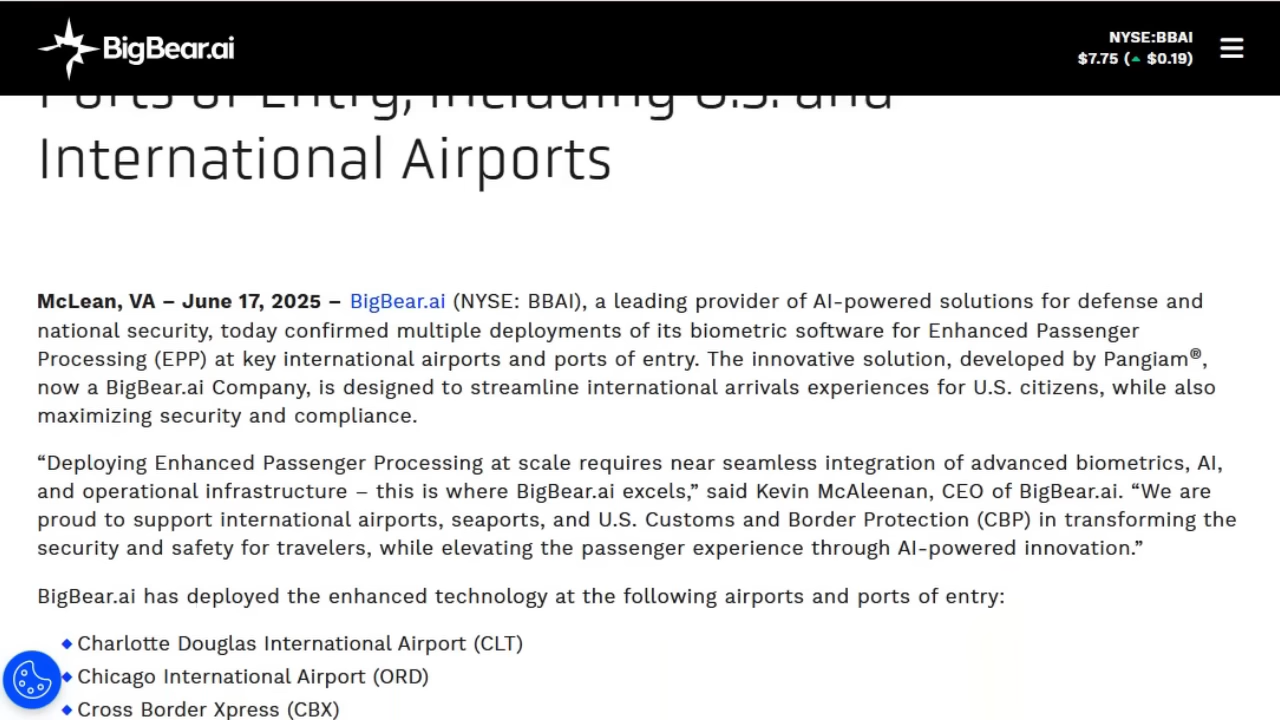 BigBear.ai
NYSE:BBAI
$7.75 (▲ $0.19)
Ports of Entry, Including U.S. and
International Airports
McLean, VA – June 17, 2025 – BigBear.ai (NYSE: BBAI), a leading provider of AI-powered solutions for defense and
national security, today confirmed multiple deployments of its biometric software for Enhanced Passenger
Processing (EPP) at key international airports and ports of entry. The innovative solution, developed by Pangiam®,
now a BigBear.ai Company, is designed to streamline international arrivals experiences for U.S. citizens, while also
maximizing security and compliance.
“Deploying Enhanced Passenger Processing at scale requires near seamless integration of advanced biometrics, AI,
and operational infrastructure – this is where BigBear.ai excels,” said Kevin McAleenan, CEO of BigBear.ai. “We are
proud to support international airports, seaports, and U.S. Customs and Border Protection (CBP) in transforming the
security and safety for travelers, while elevating the passenger experience through AI-powered innovation.”
BigBear.ai has deployed the enhanced technology at the following airports and ports of entry:
Charlotte Douglas International Airport (CLT)
Chicago International Airport (ORD)
Cross Border Xpress (CBX)